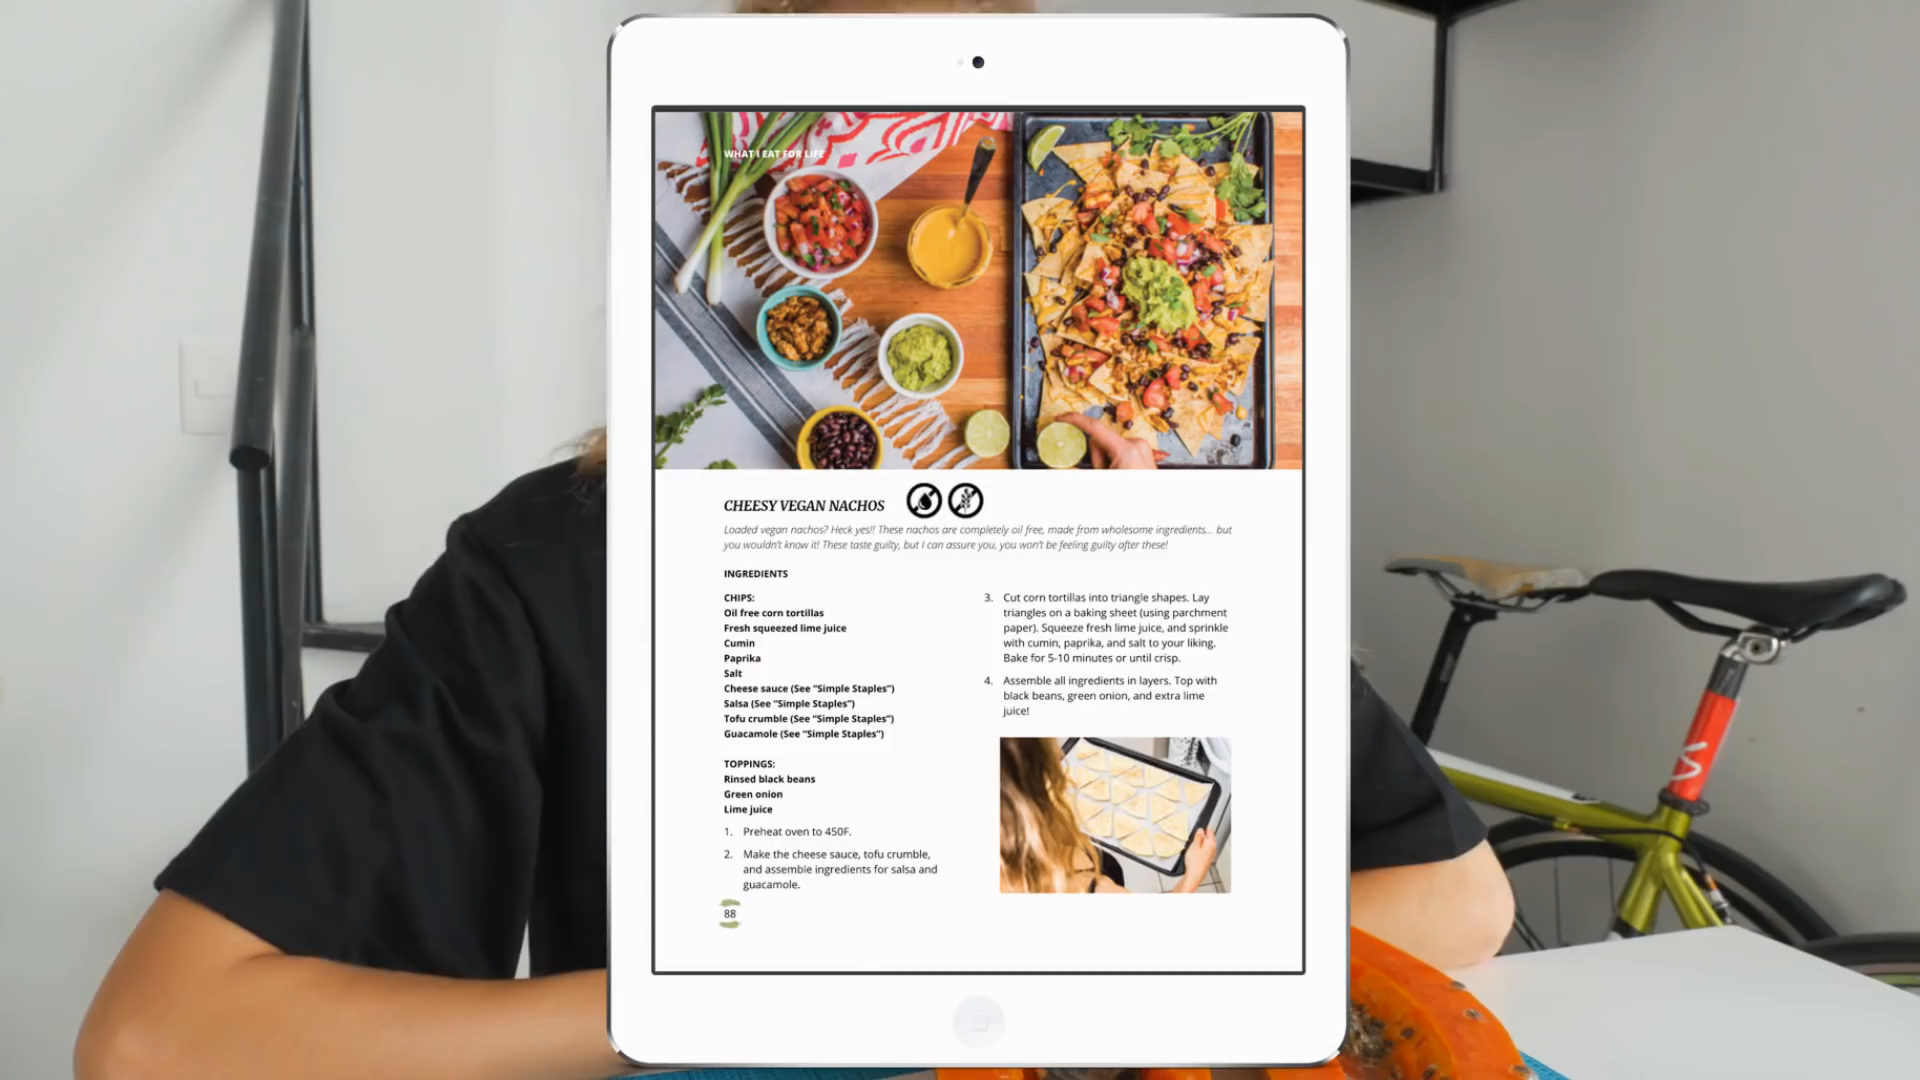 WHAT I EAT FOR LIFE
CHEESY VEGAN NACHOS
Loaded vegan nachos? Heck yes!! These nachos are completely oil free, made from wholesome ingredients... but
you wouldn't know it! These taste guilty, but I can assure you, you won't be feeling guilty after these!
INGREDIENTS
CHIPS:
Oil free corn tortillas
Fresh squeezed lime juice
Cumin
Paprika
Salt
Cheese sauce (See “Simple Staples”)
Salsa (See “Simple Staples”)
Tofu crumble (See “Simple Staples”)
Guacamole (See “Simple Staples”)
TOPPINGS:
Rinsed black beans
Green onion
Lime juice
1. Preheat oven to 450F.
2. Make the cheese sauce, tofu crumble,
and assemble ingredients for salsa and
guacamole.
3. Cut corn tortillas into triangle shapes. Lay
triangles on a baking sheet (using parchment
paper). Squeeze fresh lime juice, and sprinkle
with cumin, paprika, and salt to your liking.
Bake for 5-10 minutes or until crisp.
4. Assemble all ingredients in layers. Top with
black beans, green onion, and extra lime
juice!
88